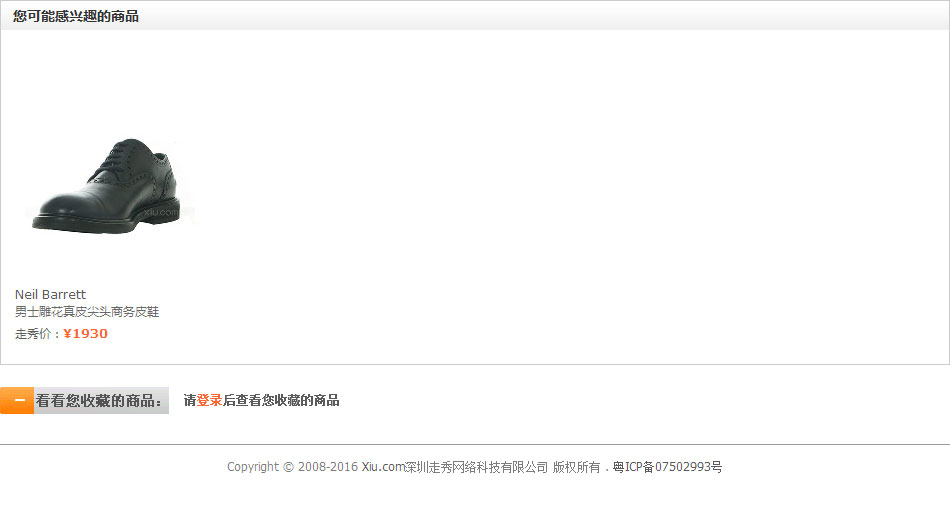 您可能感兴趣的商品
xiu.com
Neil Barrett
男士雕花真皮尖头商务皮鞋
走秀价：¥1930
看看您收藏的商品：
请登录后查看您收藏的商品
Copyright © 2008-2016 Xiu.com深圳走秀网络科技有限公司 版权所有 . 粤ICP备07502993号